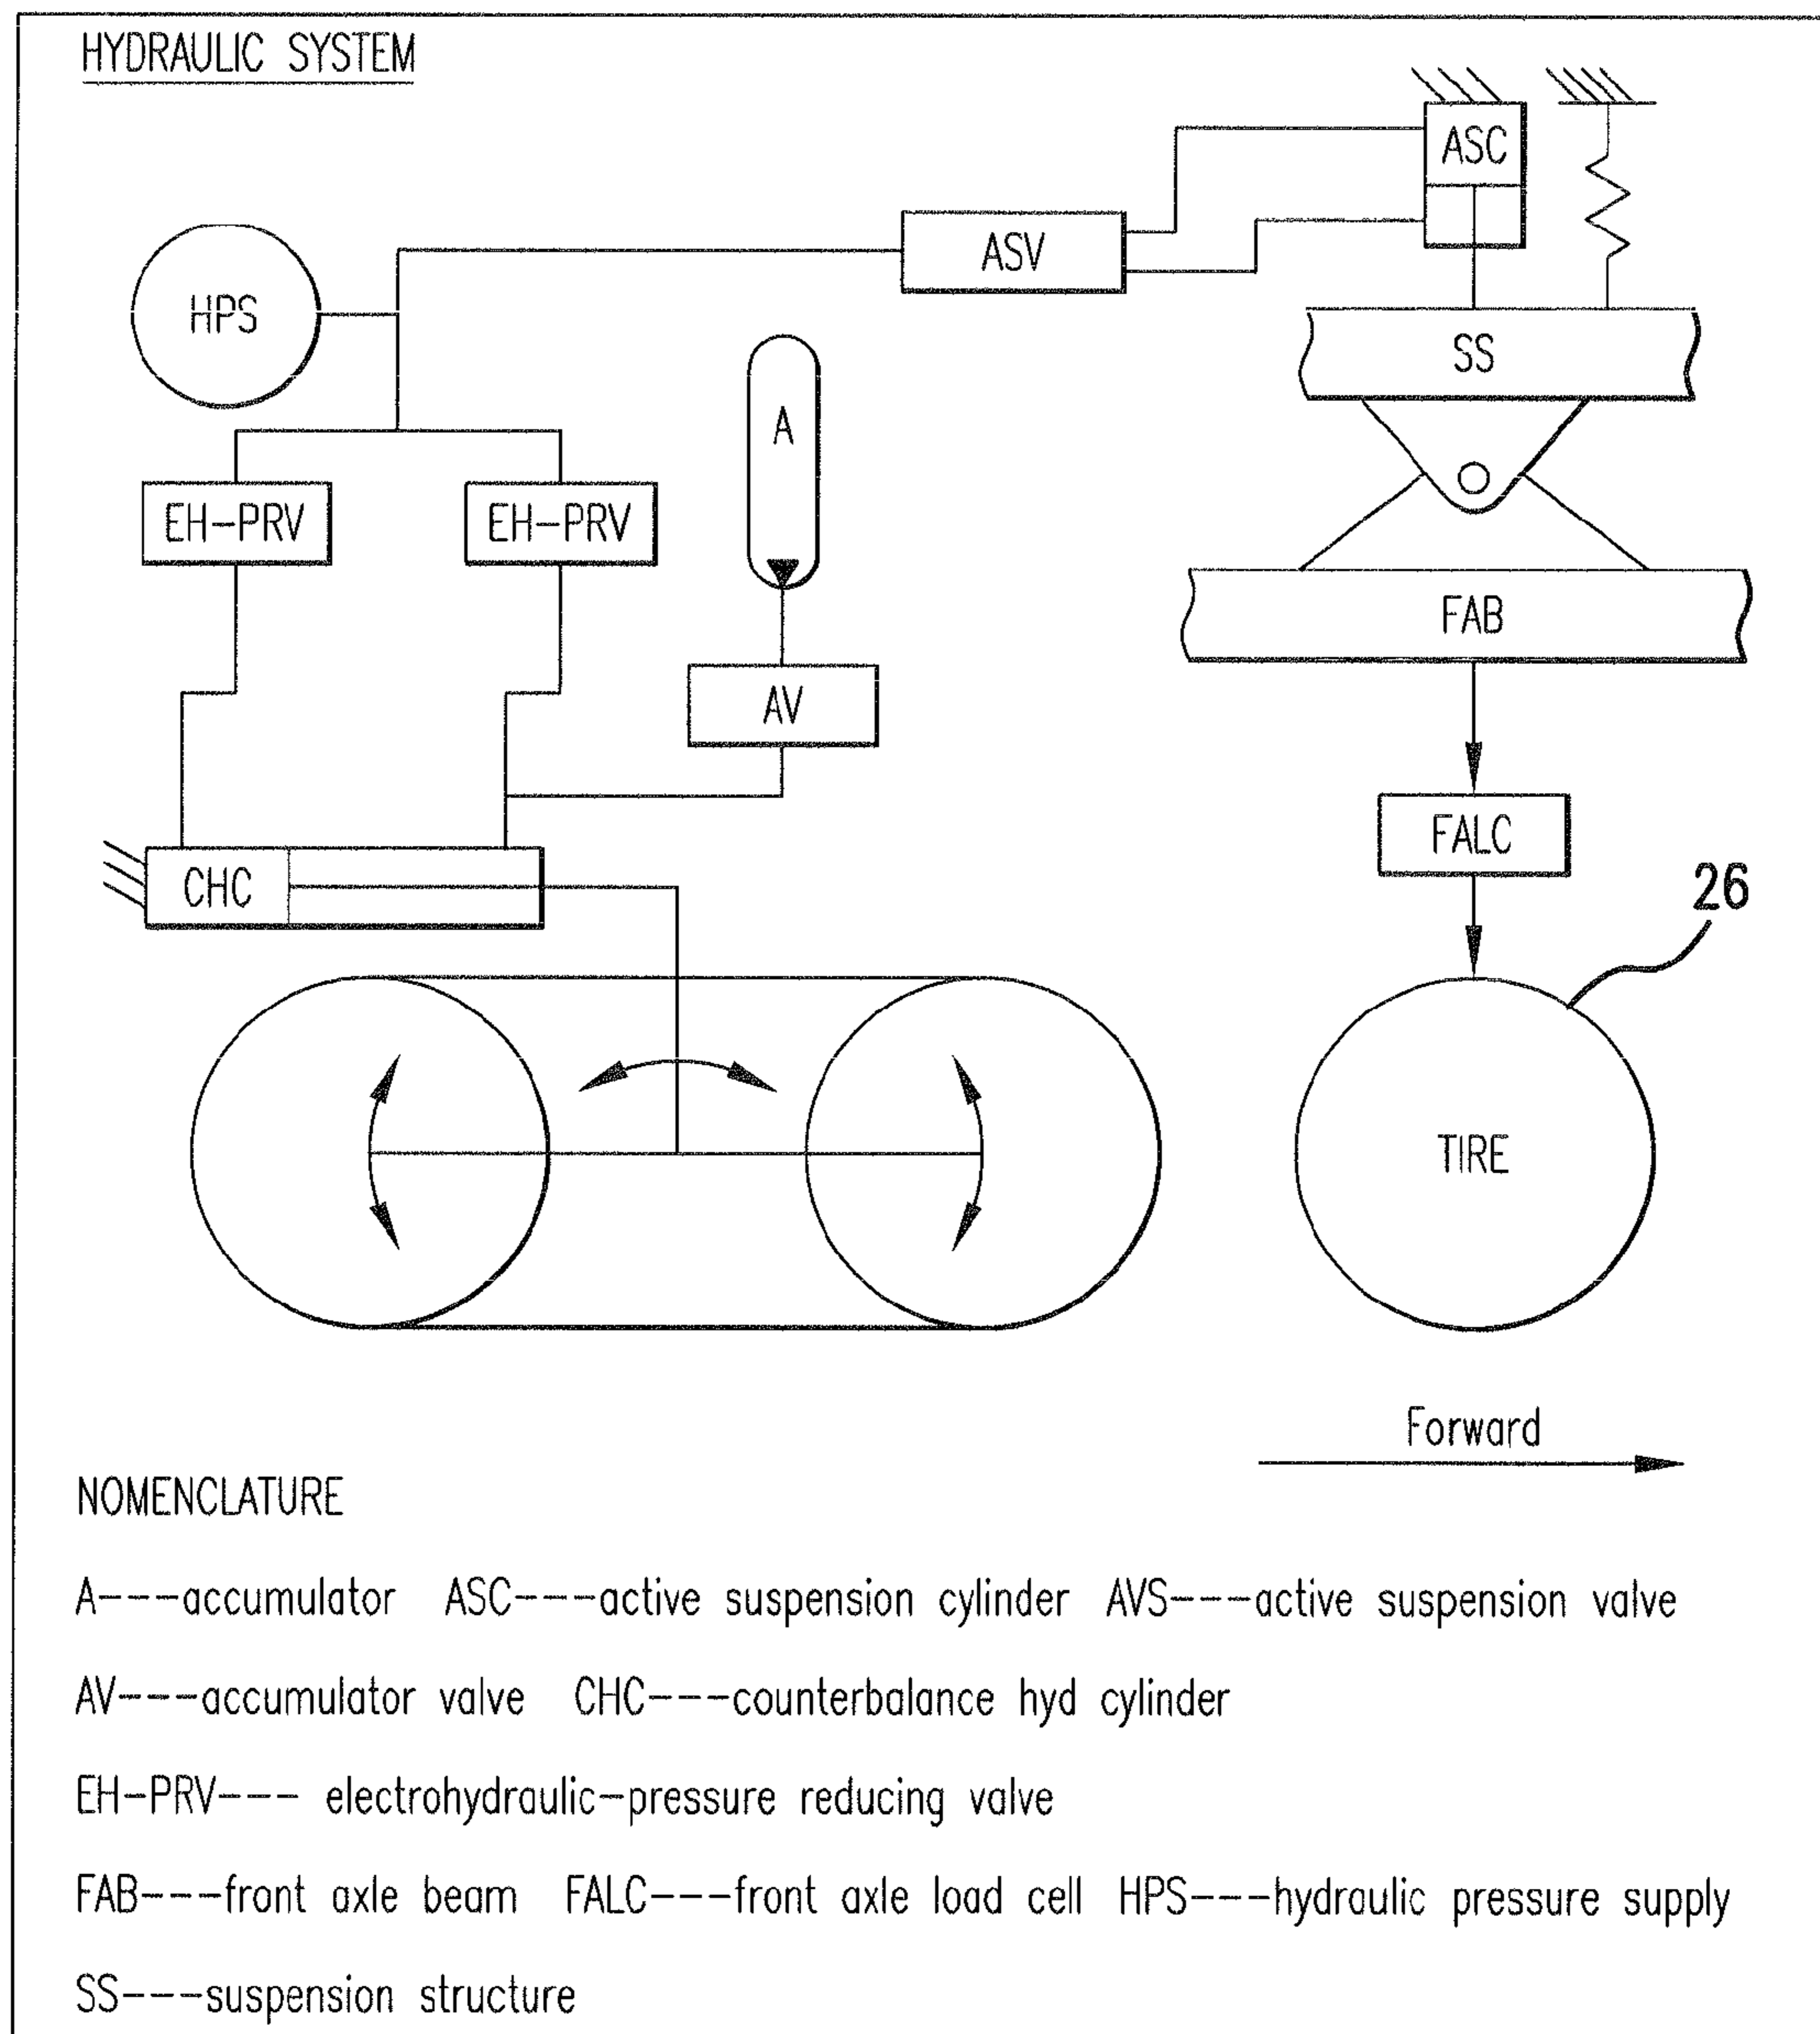 HYDRAULIC SYSTEM
ASC
ASV
HPS
SS
A
EH-PRV
EH-PRV
FAB
AV
FALC
CHC
26
TIRE
Forward
NOMENCLATURE
A---accumulator ASC---active suspension cylinder AVS---active suspension valve
AV---accumulator valve CHC---counterbalance hyd cylinder
EH-PRV--- electrohydraulic-pressure reducing valve
FAB---front axle beam FALC---front axle load cell HPS---hydraulic pressure supply
SS---suspension structure